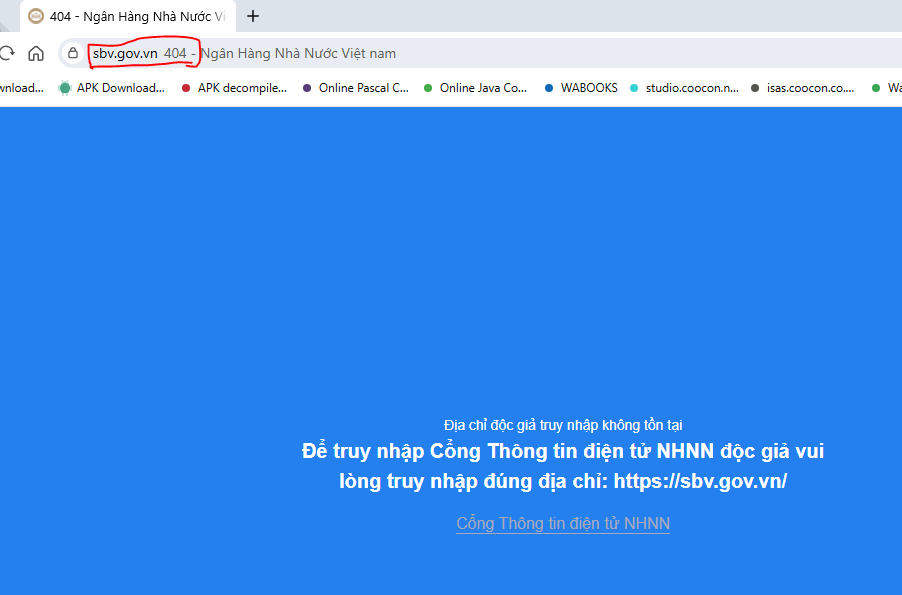 404 - Ngân Hàng Nhà Nước Vi
sbv.gov.vn 404 - Ngân Hàng Nhà Nước Việt nam
wnload... APK Download... APK decompile... Online Pascal C... Online Java Co... WABOOKS studio.coocon.n... isas.coocon.co.... Wa
Địa chỉ độc giả truy nhập không tồn tại
Để truy nhập Cổng Thông tin điện tử NHNN độc giả vui
lòng truy nhập đúng địa chỉ: https://sbv.gov.vn/
Cổng Thông tin điện tử NHNN